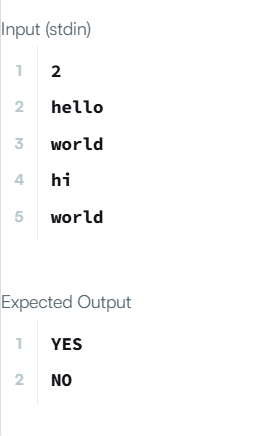 Input (stdin)
1 2
2 hello
3 world
4 hi
5 world
Expected Output
1 YES
2 NO